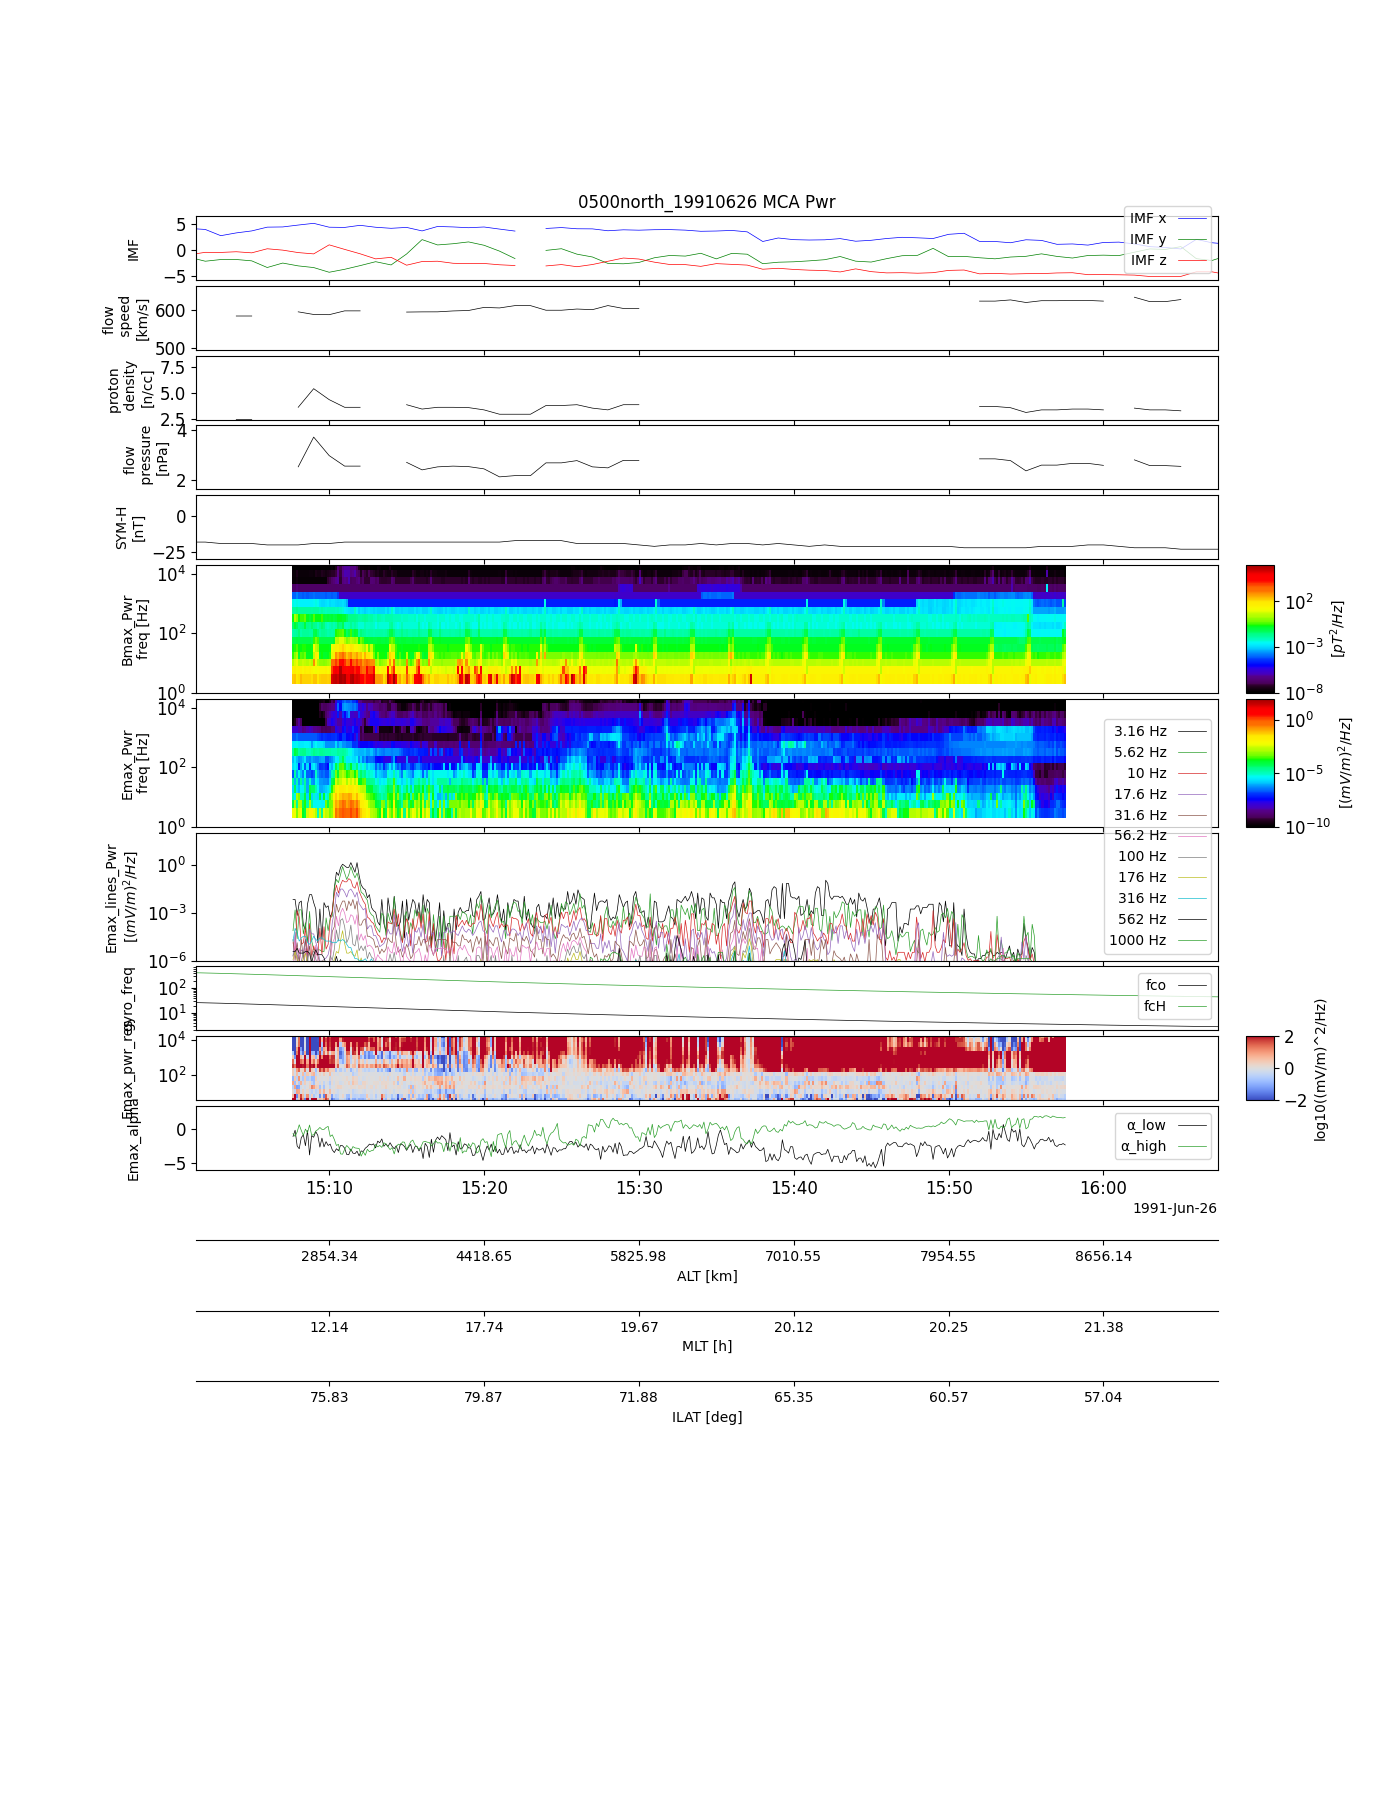 0500north_19910626 MCA Pwr
IMF
5
0
−5
IMF x
IMF y
IMF z
flow
speed
[km/s]
600
500
proton
density
[n/cc]
7.5
5.0
2.5
flow
pressure
[nPa]
4
2
SYM-H
[nT]
0
−25
Bmax_Pwr
freq [Hz]
10^4
10^2
10^0
10^2
10^−3
10^−8
[pT^2/Hz]
Emax_Pwr
freq [Hz]
10^4
10^2
10^0
10^0
10^−5
10^−10
[(mV/m)^2/Hz]
3.16 Hz
5.62 Hz
10 Hz
17.6 Hz
31.6 Hz
56.2 Hz
100 Hz
176 Hz
316 Hz
562 Hz
1000 Hz
Emax_lines_Pwr
[(mV/m)^2/Hz]
10^0
10^−3
10^−6
gyro_freq
10^2
10^1
fco
fcH
Emax_pwr_reg
10^4
10^2
2
0
−2
log10((mV/m)^2/Hz)
Emax_alpha
0
−5
α_low
α_high
15:10 15:20 15:30 15:40 15:50 16:00
1991-Jun-26
2854.34 4418.65 5825.98 7010.55 7954.55 8656.14
ALT [km]
12.14 17.74 19.67 20.12 20.25 21.38
MLT [h]
75.83 79.87 71.88 65.35 60.57 57.04
ILAT [deg]